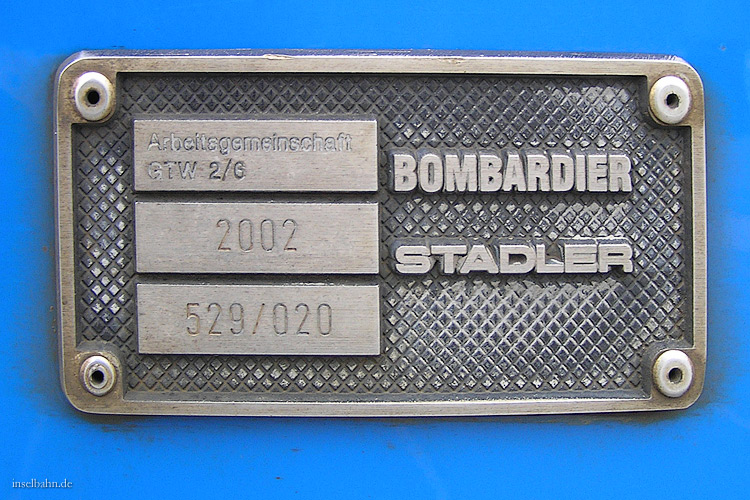 Arbeitsgemeinschaft
GTW 2/6
2002
529/020
BOMBARDIER
STADLER
inselbahn.de